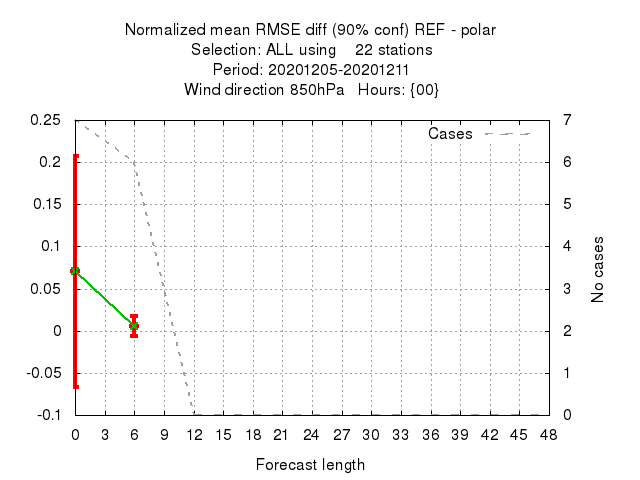 Normalized mean RMSE diff (90% conf) REF - polar
Selection: ALL using    22 stations
Period: 20201205-20201211
Wind direction 850hPa   Hours: {00}
Cases
0.25
0.2
0.15
0.1
0.05
0
-0.05
-0.1
7
6
5
4
3
2
1
0
No cases
0 3 6 9 12 15 18 21 24 27 30 33 36 39 42 45 48
Forecast length